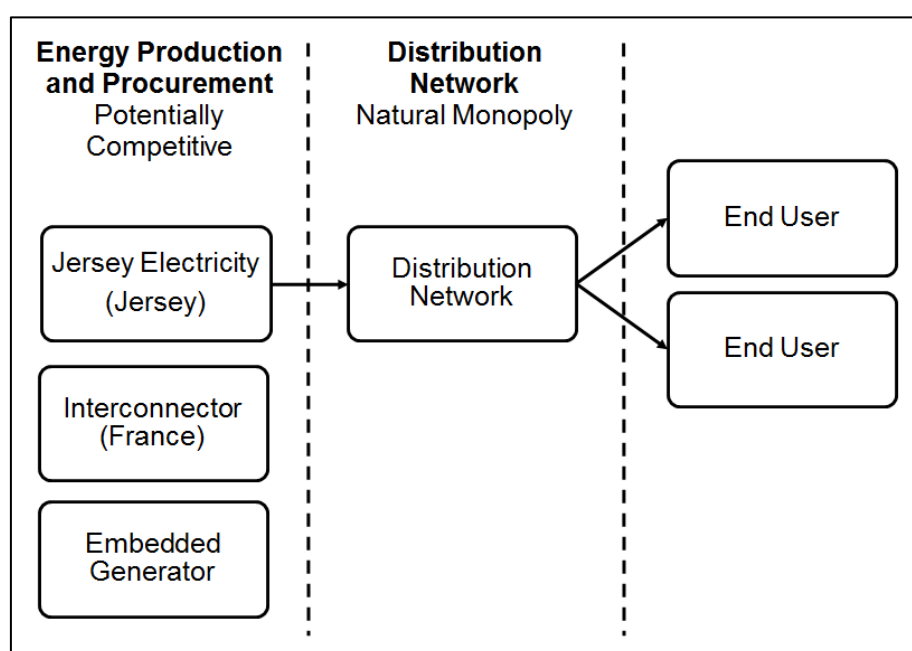 Energy Production
and Procurement
Potentially
Competitive
Distribution
Network
Natural Monopoly
Jersey Electricity
(Jersey)
Interconnector
(France)
Embedded
Generator
Distribution
Network
End User
End User